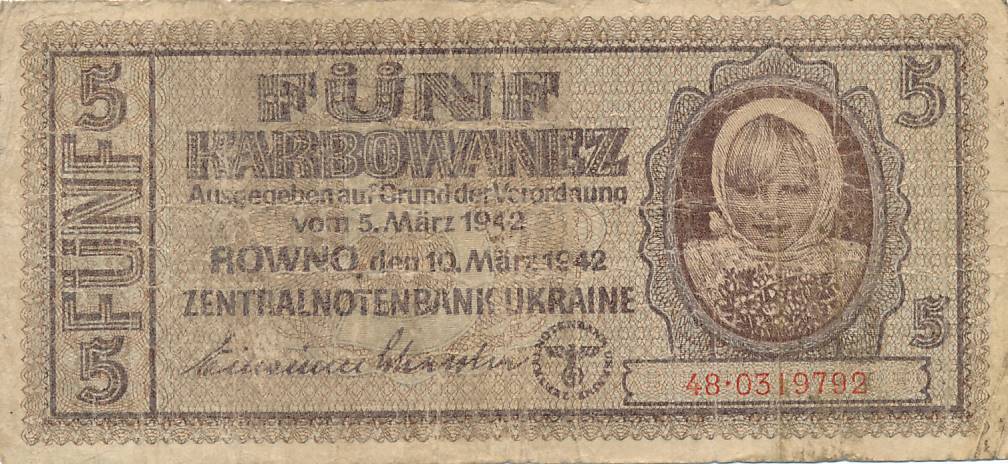 5
FÜNF
5
FÜNF
KARBOWANEZ
Ausgegeben auf Grund der Verordnung
vom 5. März 1942
ROWNO, den 10. März 1942
ZENTRALNOTENBANK UKRAINE
5
5
48·0319792